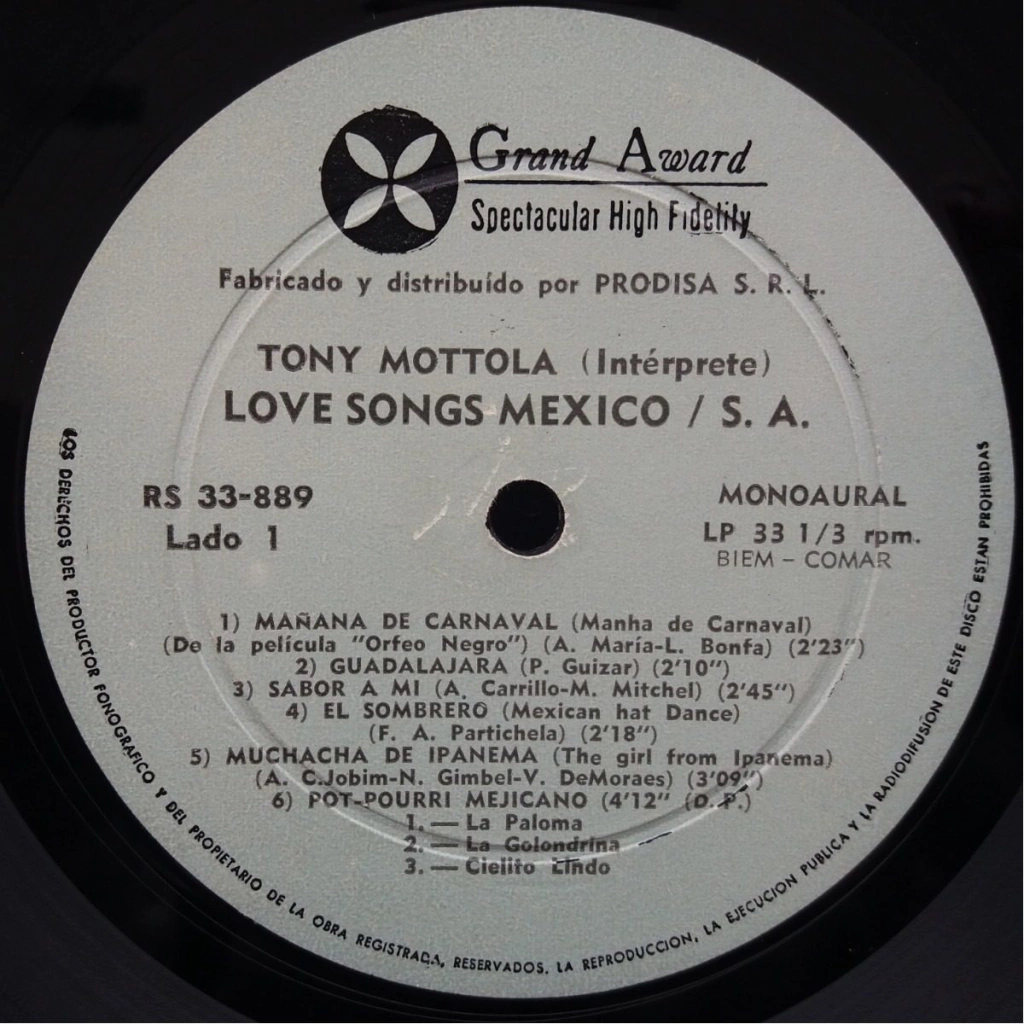 Grand Award
Spectacular High Fidelity
Fabricado y distribuído por PRODISA S. R. L.
TONY MOTTOLA (Intérprete)
LOVE SONGS MEXICO / S. A.
RS 33-889
Lado 1
MONOAURAL
LP 33 1/3 rpm.
BIEM - COMAR
1) MAÑANA DE CARNAVAL (Manha de Carnaval)
(De la película "Orfeo Negro") (A. María-L. Bonfa) (2'23")
2) GUADALAJARA (P. Guizar) (2'10")
3) SABOR A MI (A. Carrillo-M. Mitchel) (2'45")
4) EL SOMBRERO (Mexican hat Dance)
(F. A. Partichela) (2'18")
5) MUCHACHA DE IPANEMA (The girl from Ipanema)
(A. C.Jobim-N. Gimbel-V. DeMoraes) (3'09")
6) POT-POURRI MEJICANO (4'12" (D. P.)
1. — La Paloma
2. — La Golondrina
3. — Cielito Lindo
LOS DERECHOS DEL PRODUCTOR FONOGRAFICO Y DEL PROPIETARIO DE LA OBRA REGISTRADA, RESERVADOS. LA REPRODUCCION, LA EJECUCION PUBLICA Y LA RADIODIFUSION DE ESTE DISCO ESTAN PROHIBIDAS